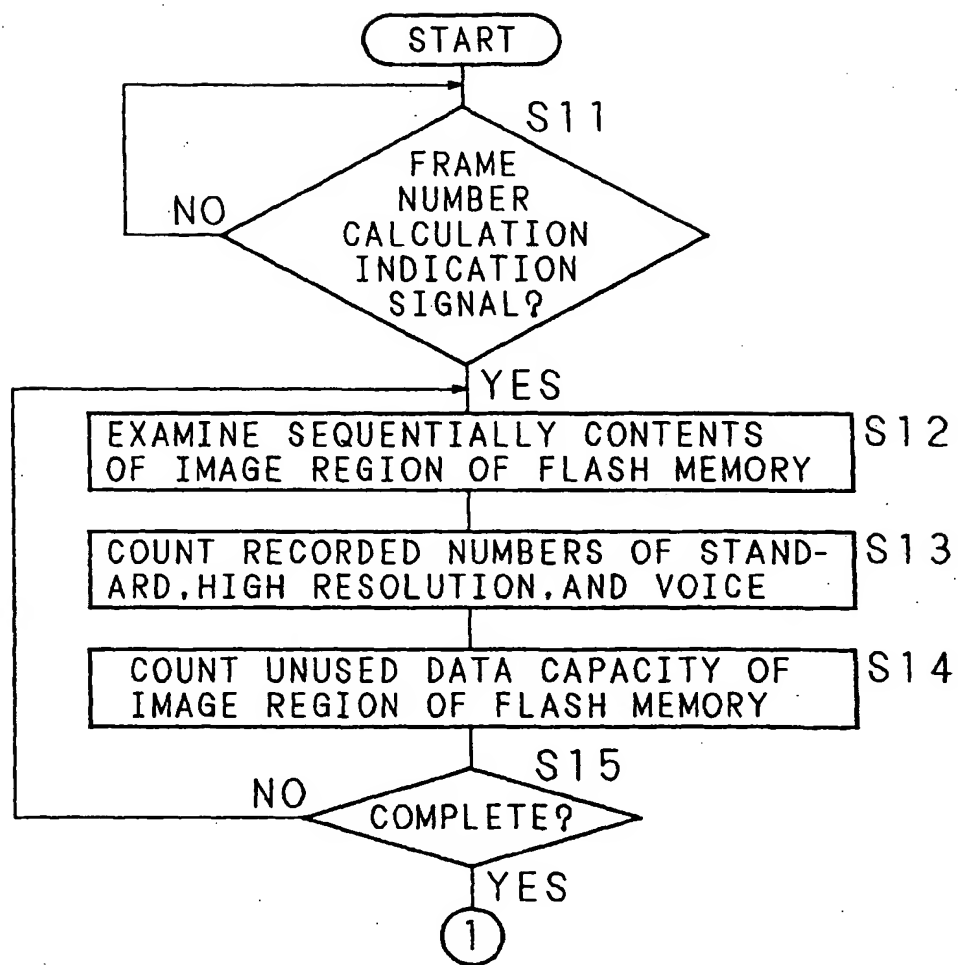 START
S11
FRAME
NUMBER
CALCULATION
INDICATION
SIGNAL?
NO
YES
EXAMINE SEQUENTIALLY CONTENTS
OF IMAGE REGION OF FLASH MEMORY
S12
COUNT RECORDED NUMBERS OF STAND-
ARD, HIGH RESOLUTION, AND VOICE
S13
COUNT UNUSED DATA CAPACITY OF
IMAGE REGION OF FLASH MEMORY
S14
S15
NO
COMPLETE?
YES
1